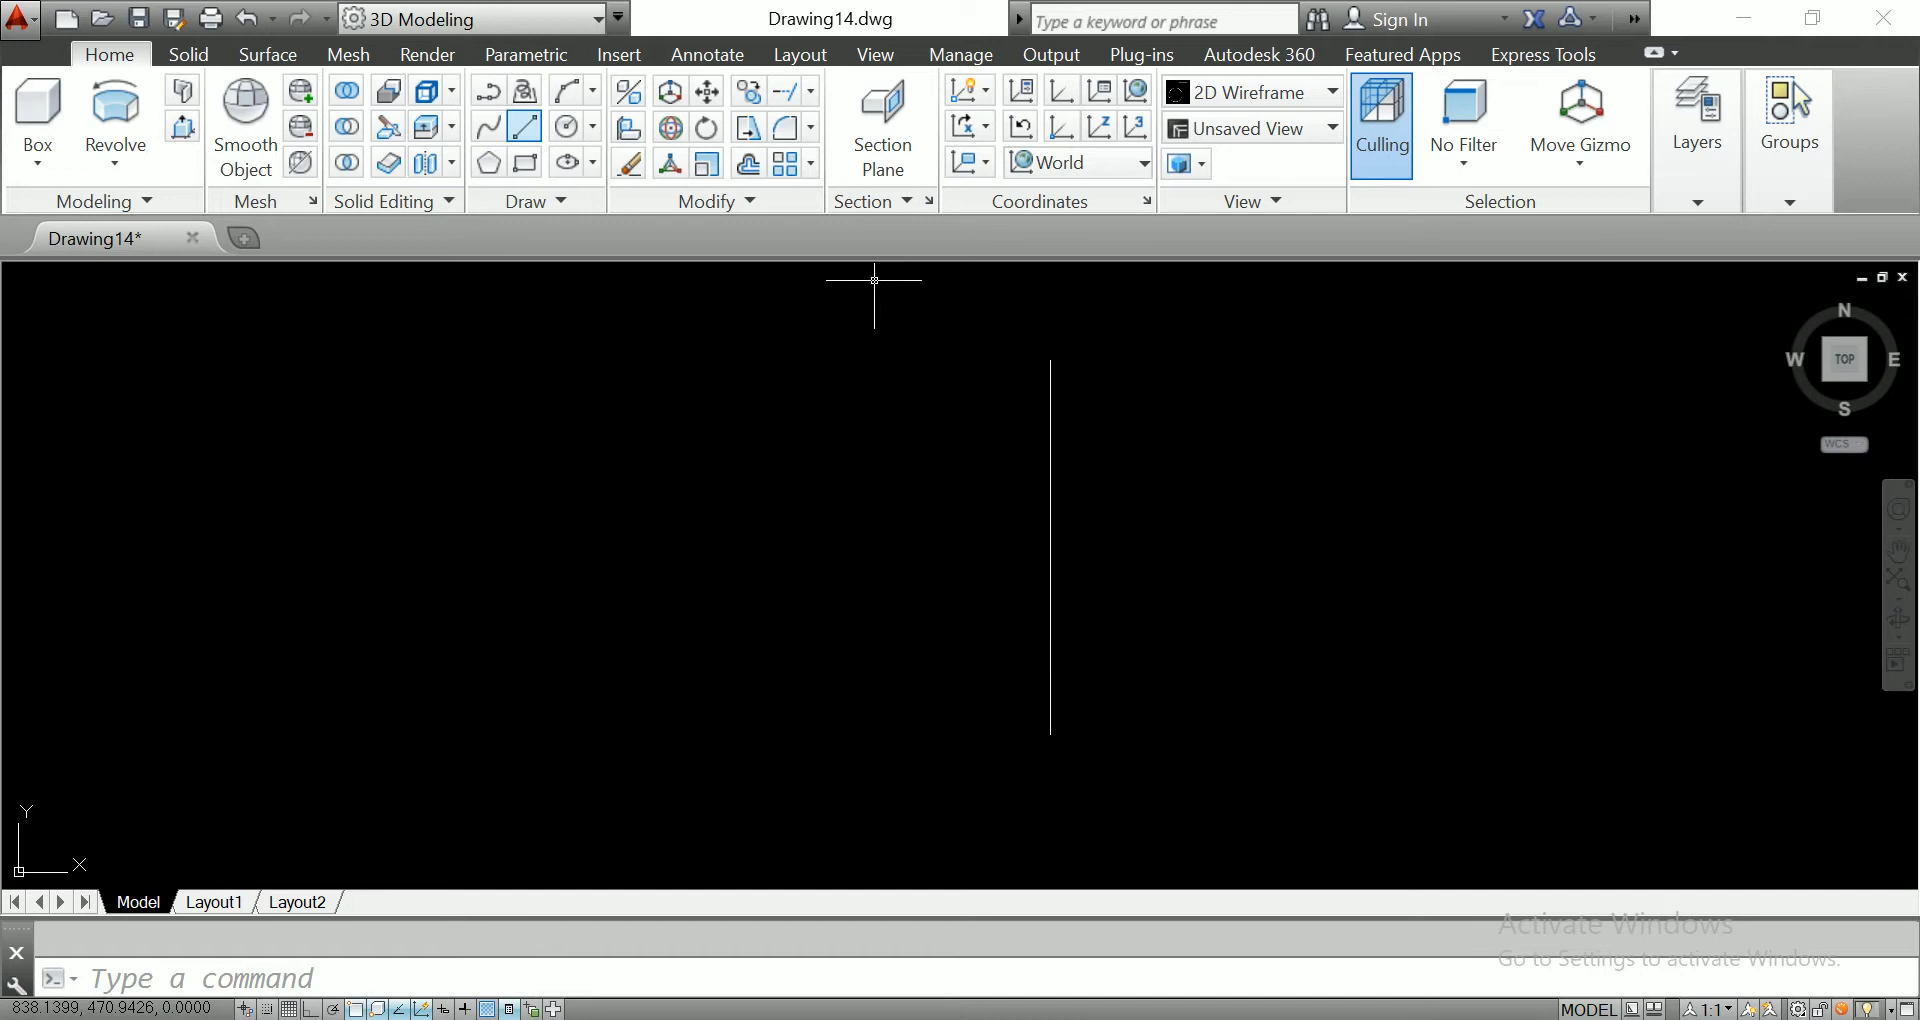 3D Modeling
Drawing14.dwg
Type a keyword or phrase
Sign In
Home Solid Surface Mesh Render Parametric Insert Annotate Layout View Manage Output Plug-ins Autodesk 360 Featured Apps Express Tools
Box
Revolve
Smooth
Object
Section
Plane
World
2D Wireframe
Unsaved View
Culling
No Filter
Move Gizmo
Layers
Groups
Modeling Mesh Solid Editing Draw Modify Section Coordinates View Selection
Drawing14*
N
W TOP E
S
WCS
Y
X
Model Layout1 Layout2
Activate Windows
Go to Settings to activate Windows.
Type a command
838.1399, 470.9426, 0.0000
MODEL
1:1